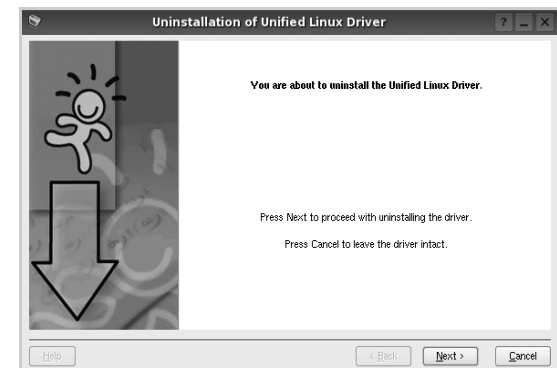 Uninstallation of Unified Linux Driver
? _ X
You are about to uninstall the Unified Linux Driver.
Press Next to proceed with uninstalling the driver.
Press Cancel to leave the driver intact.
Help
< Back
Next >
Cancel